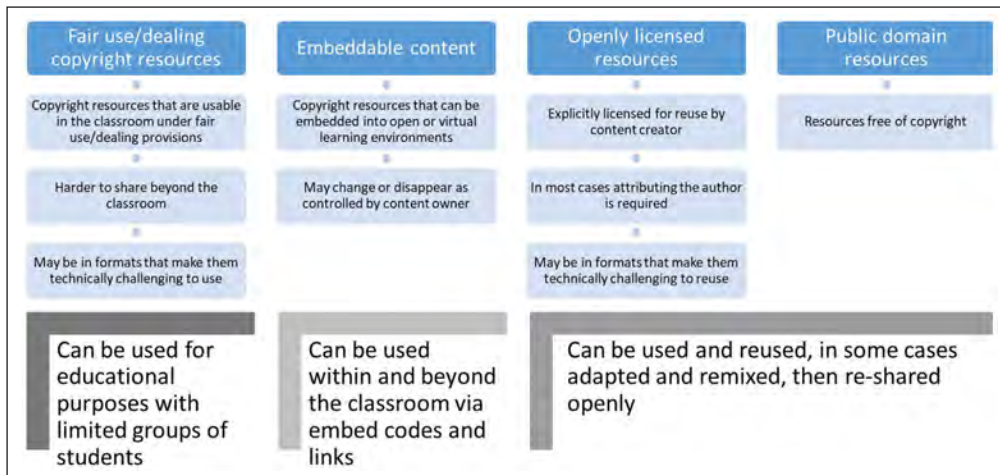 Fair use/dealing
copyright resources
Copyright resources that are usable
in the classroom under fair
use/dealing provisions
Harder to share beyond the
classroom
May be in formats that make them
technically challenging to use
Can be used for
educational
purposes with
limited groups of
students
Embeddable content
Copyright resources that can be
embedded into open or virtual
learning environments
May change or disappear as
controlled by content owner
Can be used
within and beyond
the classroom via
embed codes and
links
Openly licensed
resources
Explicitly licensed for reuse by
content creator
In most cases attributing the author
is required
May be in formats that make them
technically challenging to reuse
Public domain
resources
Resources free of copyright
Can be used and reused, in some cases
adapted and remixed, then re-shared
openly